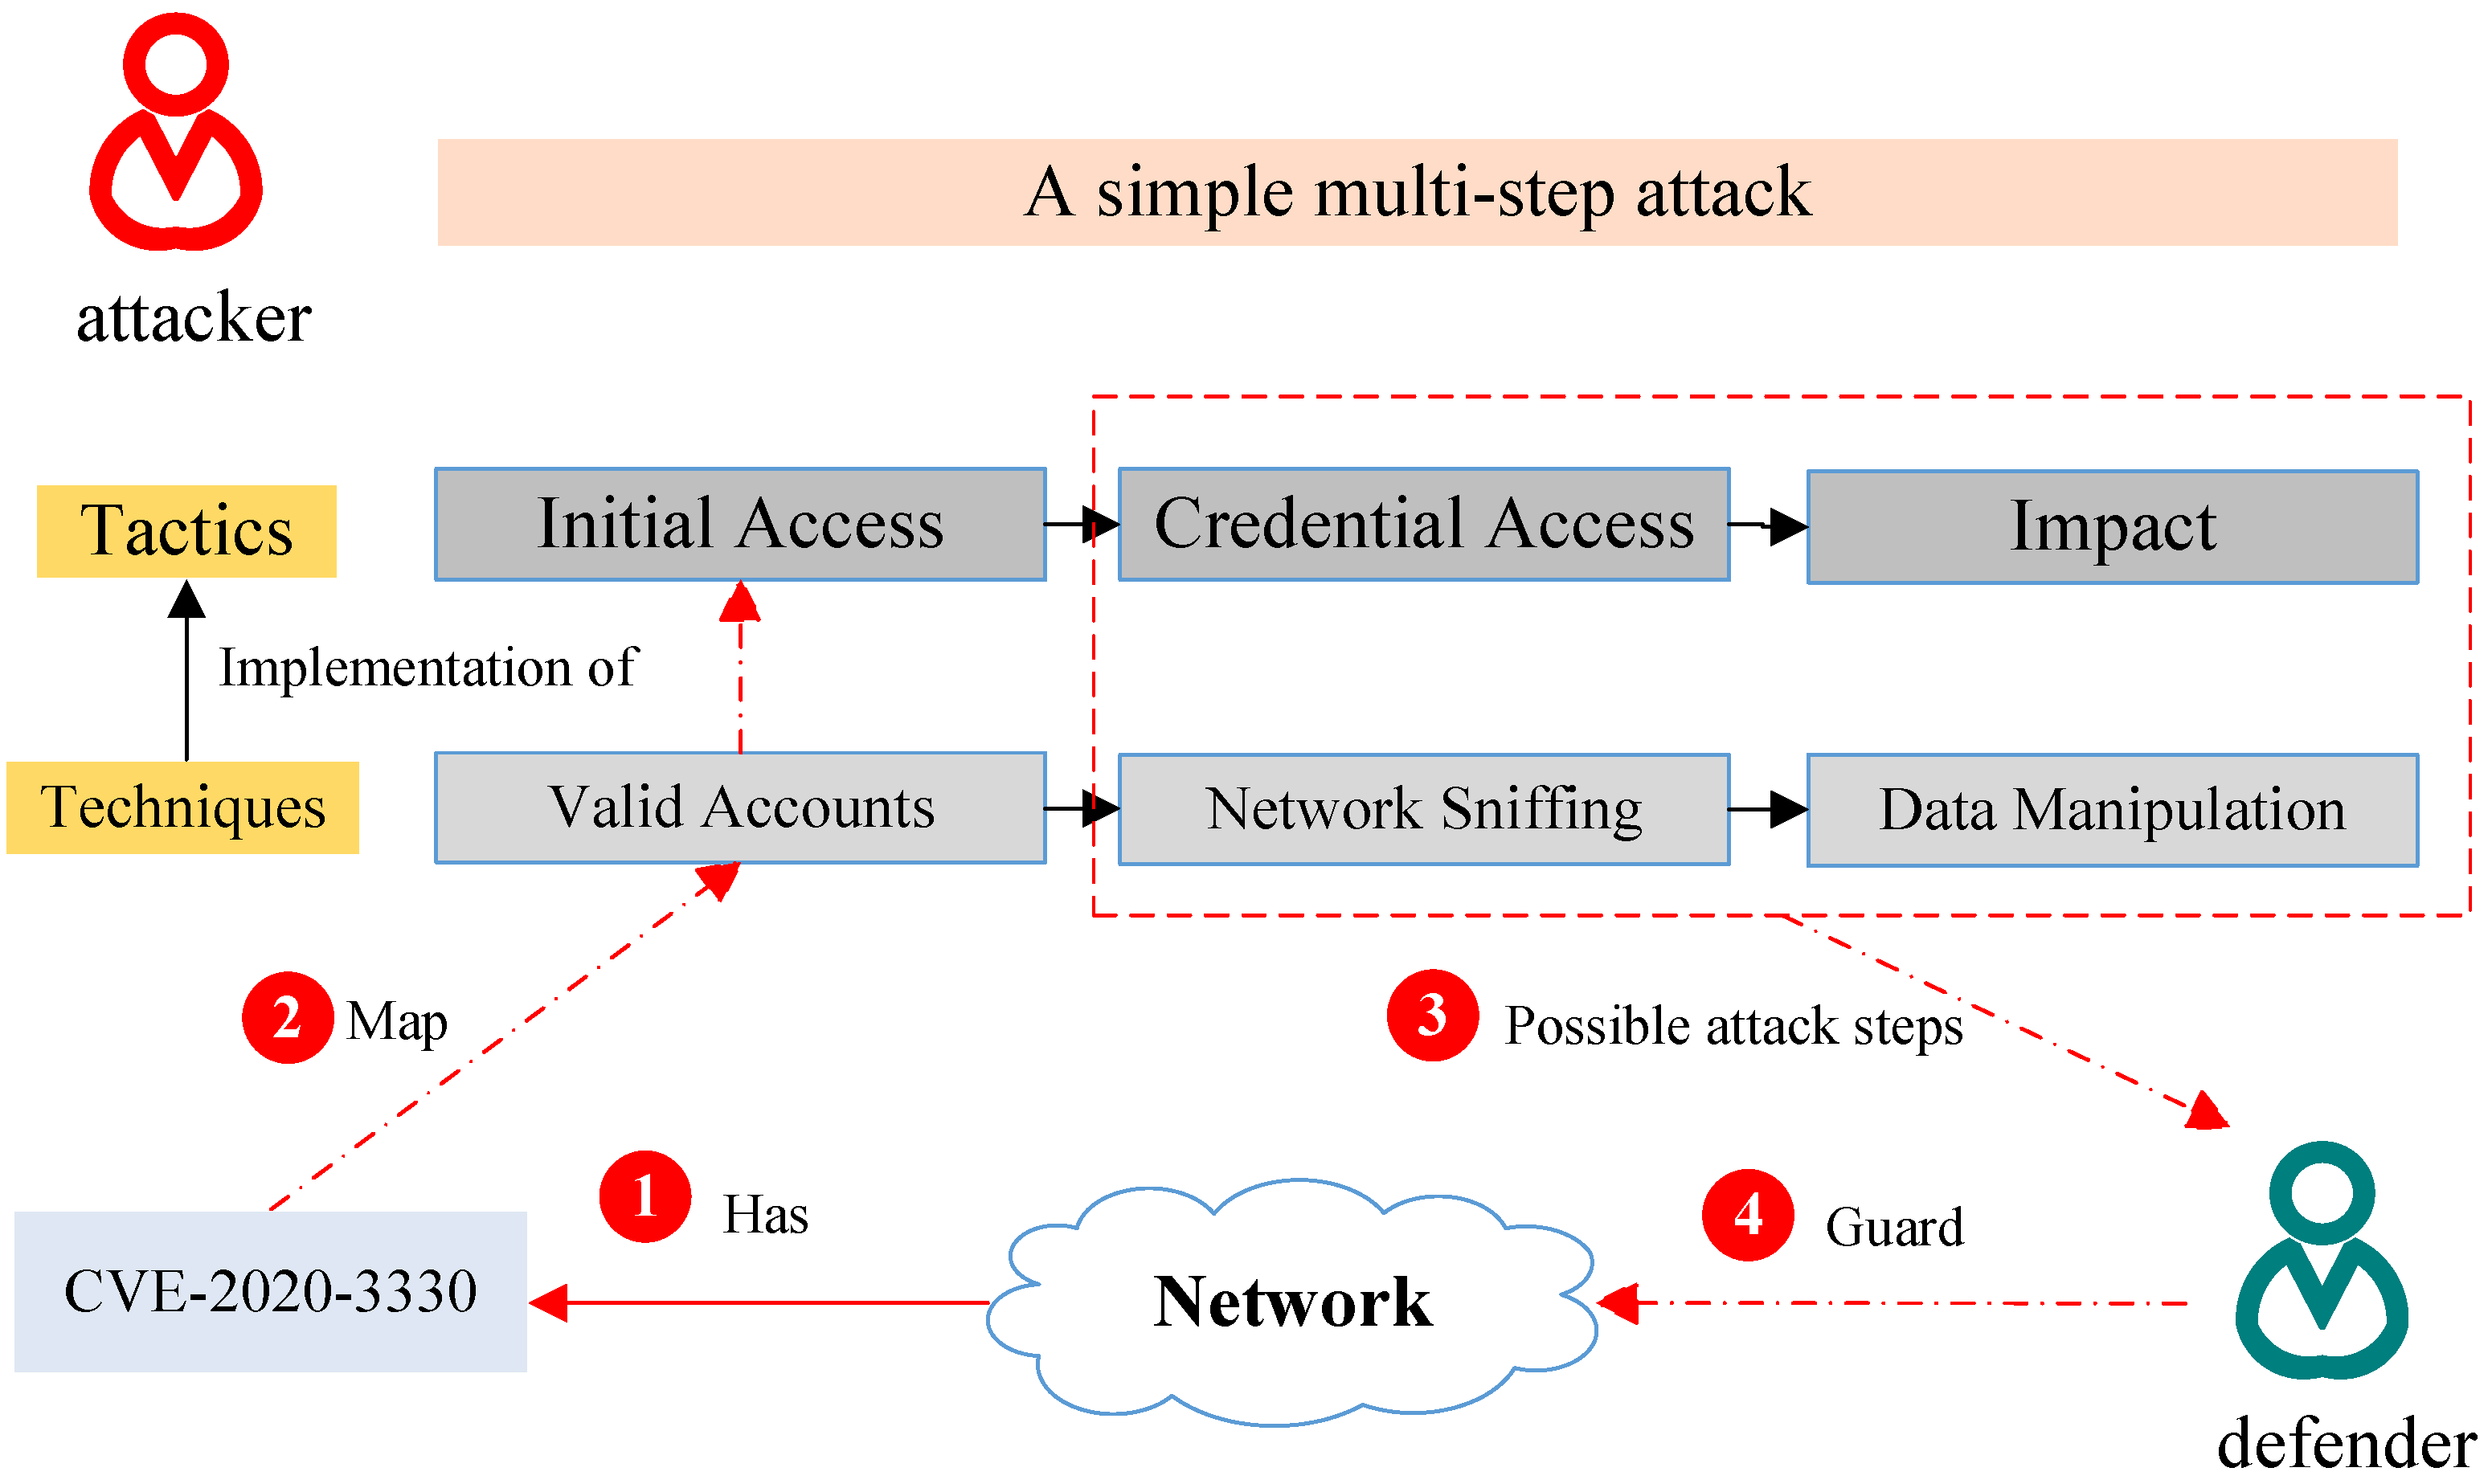 A simple multi-step attack
attacker
Tactics
Initial Access
Credential Access
Impact
Implementation of
Techniques
Valid Accounts
Network Sniffing
Data Manipulation
2 Map
3 Possible attack steps
1 Has
4 Guard
CVE-2020-3330
Network
defender